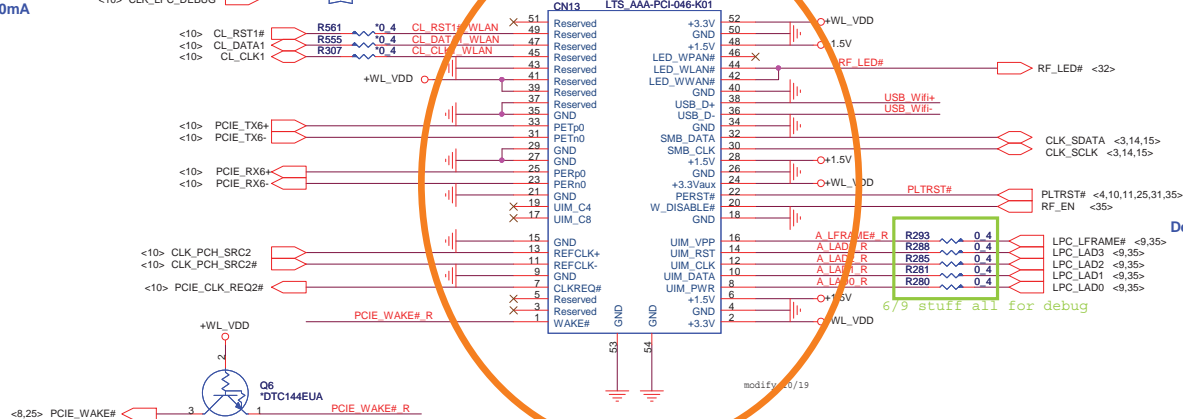 0mA
<10> CLK_LPC_DEBUG
CN13
LTS_AAA-PCI-046-K01
<10> CL_RST1# R561 *0_4 CL_RST1#_WLAN 51 Reserved +3.3V 52 +WL_VDD
<10> CL_DATA1 R555 *0_4 CL_DATA1_WLAN 49 Reserved GND 50
<10> CL_CLK1 R307 *0_4 CL_CLK1_WLAN 47 Reserved +1.5V 48 +1.5V
45 Reserved LED_WPAN# 46
43 Reserved LED_WLAN# 44 RF_LED# RF_LED# <32>
+WL_VDD 41 Reserved LED_WWAN# 42
39 Reserved GND 40
37 Reserved USB_D+ 38 USB_Wifi+
35 GND USB_D- 36 USB_Wifi-
<10> PCIE_TX6+ 33 PETp0 GND 34
<10> PCIE_TX6- 31 PETn0 SMB_DATA 32 CLK_SDATA <3,14,15>
29 GND SMB_CLK 30 CLK_SCLK <3,14,15>
27 GND +1.5V 28 +1.5V
<10> PCIE_RX6+ 25 PERp0 GND 26
<10> PCIE_RX6- 23 PERn0 +3.3Vaux 24 +WL_VDD
21 GND PERST# 22 PLTRST# PLTRST# <4,10,11,25,31,35>
19 UIM_C4 W_DISABLE# 20 RF_EN <35>
17 UIM_C8 GND 18
15 GND UIM_VPP 16 A_LFRAME#_R R293 0_4 LPC_LFRAME# <9,35>
<10> CLK_PCH_SRC2 13 REFCLK+ UIM_RST 14 A_LAD3_R R288 0_4 LPC_LAD3 <9,35>
<10> CLK_PCH_SRC2# 11 REFCLK- UIM_CLK 12 A_LAD2_R R285 0_4 LPC_LAD2 <9,35>
9 GND UIM_DATA 10 A_LAD1_R R281 0_4 LPC_LAD1 <9,35>
<10> PCIE_CLK_REQ2# 7 CLKREQ# UIM_PWR 8 A_LAD0_R R280 0_4 LPC_LAD0 <9,35>
5 Reserved +1.5V 6 +1.5V
3 Reserved GND 4 6/9 stuff all for debug
PCIE_WAKE#_R 1 WAKE# +3.3V 2 +WL_VDD
GND GND
53 54
+WL_VDD
2
Q6
*DTC144EUA
modify 10/19
<8,25> PCIE_WAKE# 3 1 PCIE_WAKE#_R